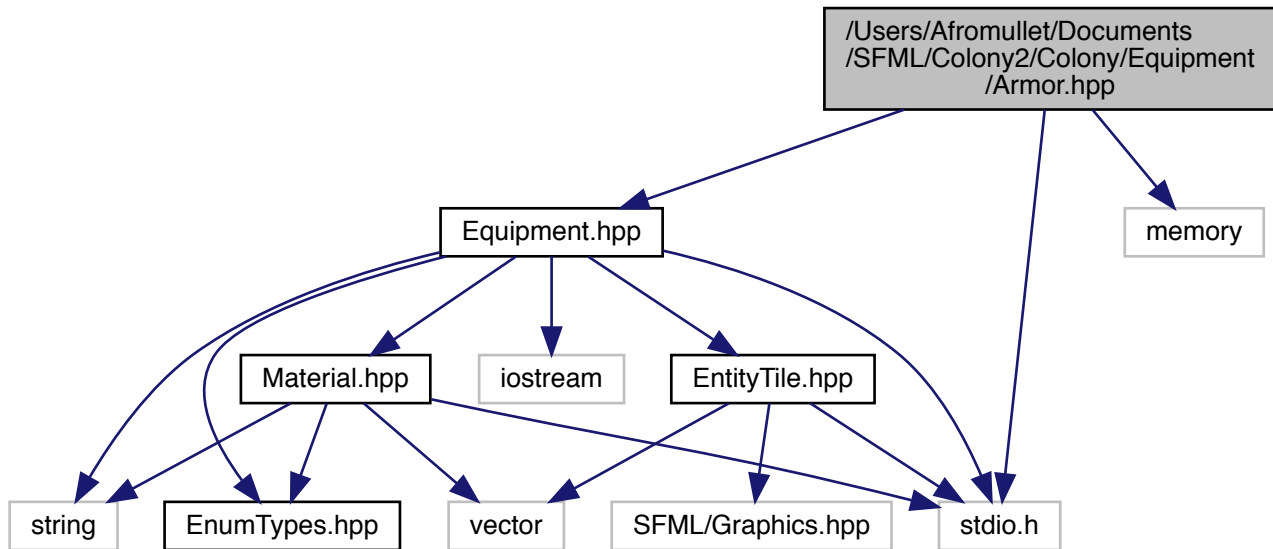 /Users/Afromullet/Documents
/SFML/Colony2/Colony/Equipment
/Armor.hpp
Equipment.hpp
memory
Material.hpp
iostream
EntityTile.hpp
string
EnumTypes.hpp
vector
SFML/Graphics.hpp
stdio.h